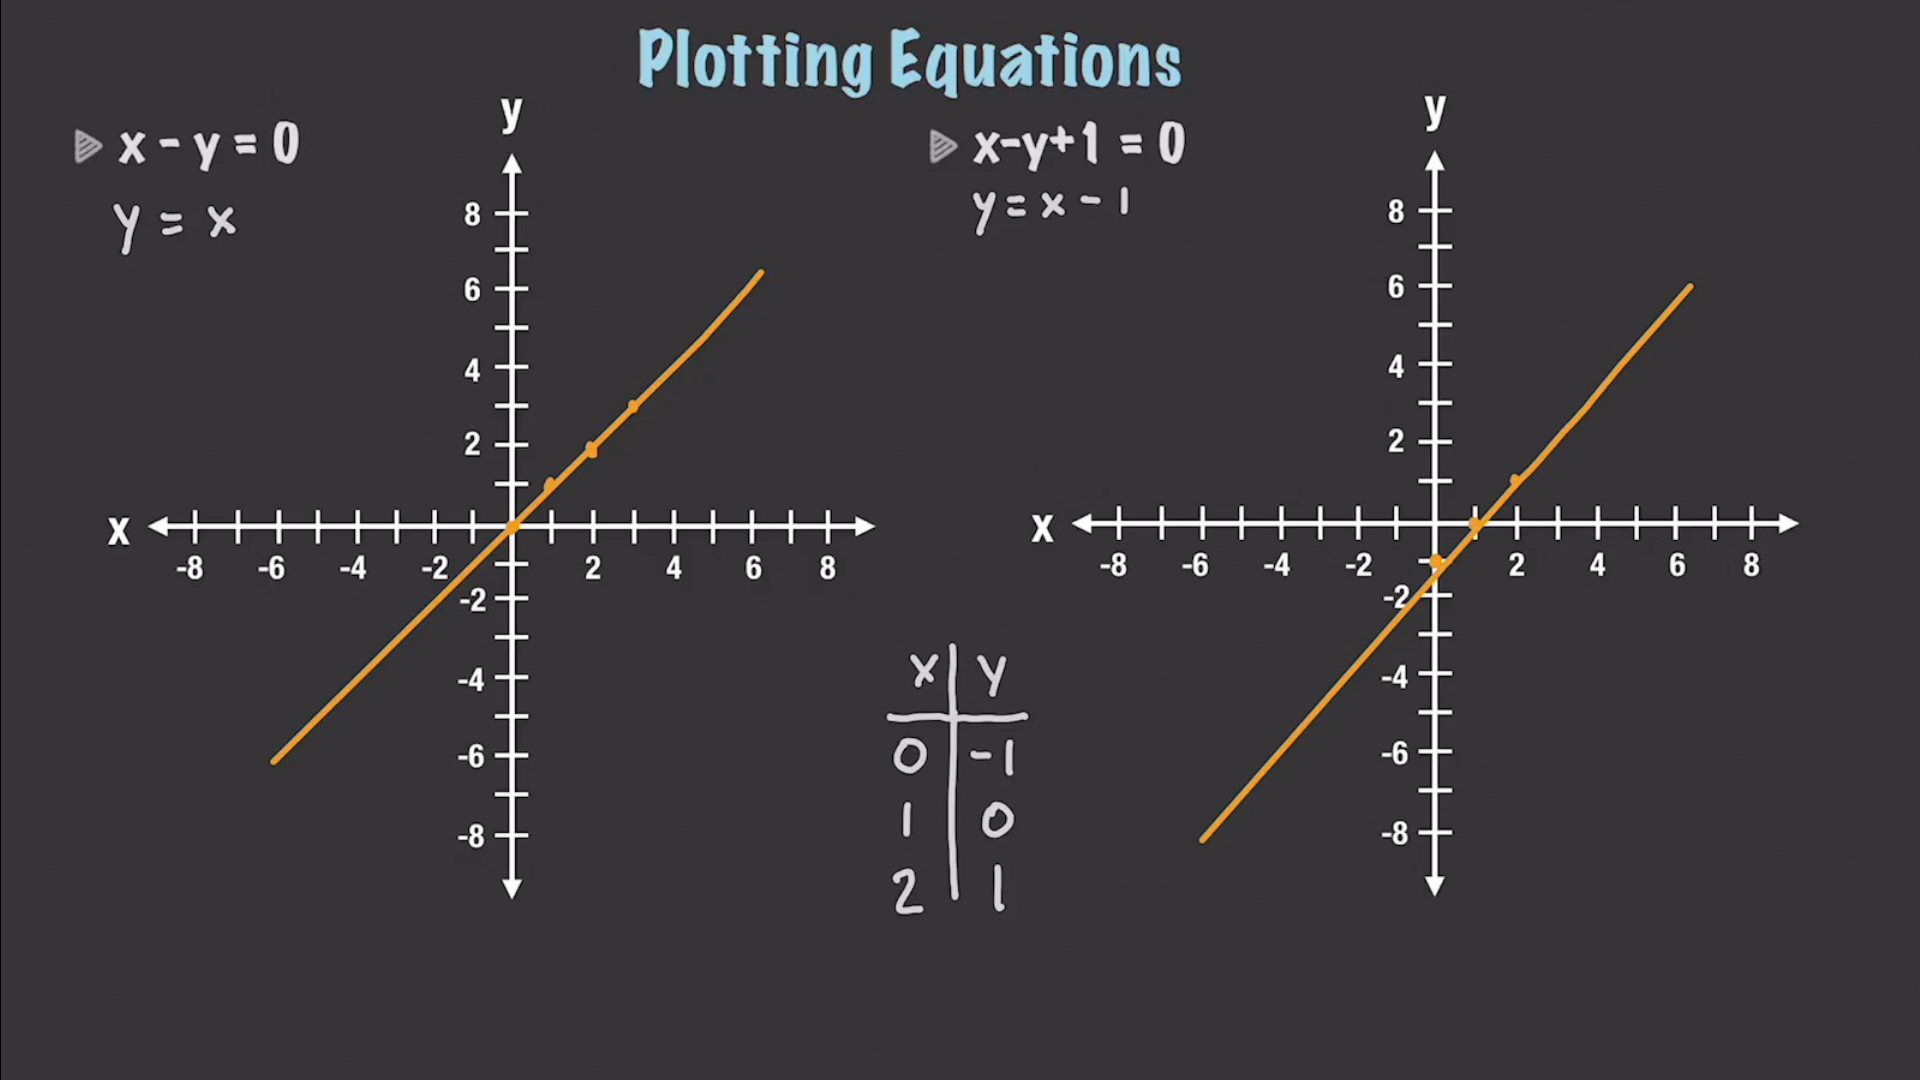 Plotting Equations
x - y = 0
y = x
y
8
6
4
2
x
-8 -6 -4 -2 2 4 6 8
-2
-4
-6
-8
x-y+1 = 0
y = x - 1
y
8
6
4
2
x
-8 -6 -4 -2 2 4 6 8
-2
-4
-6
-8
x y
0 -1
1 0
2 1